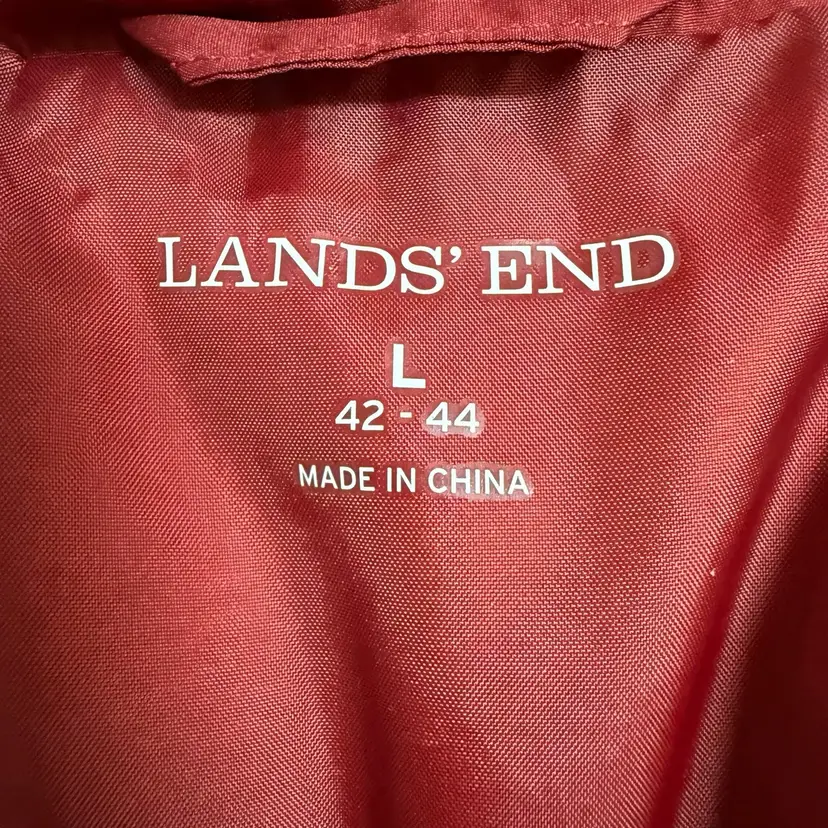 LANDS' END
L
42 - 44
MADE IN CHINA